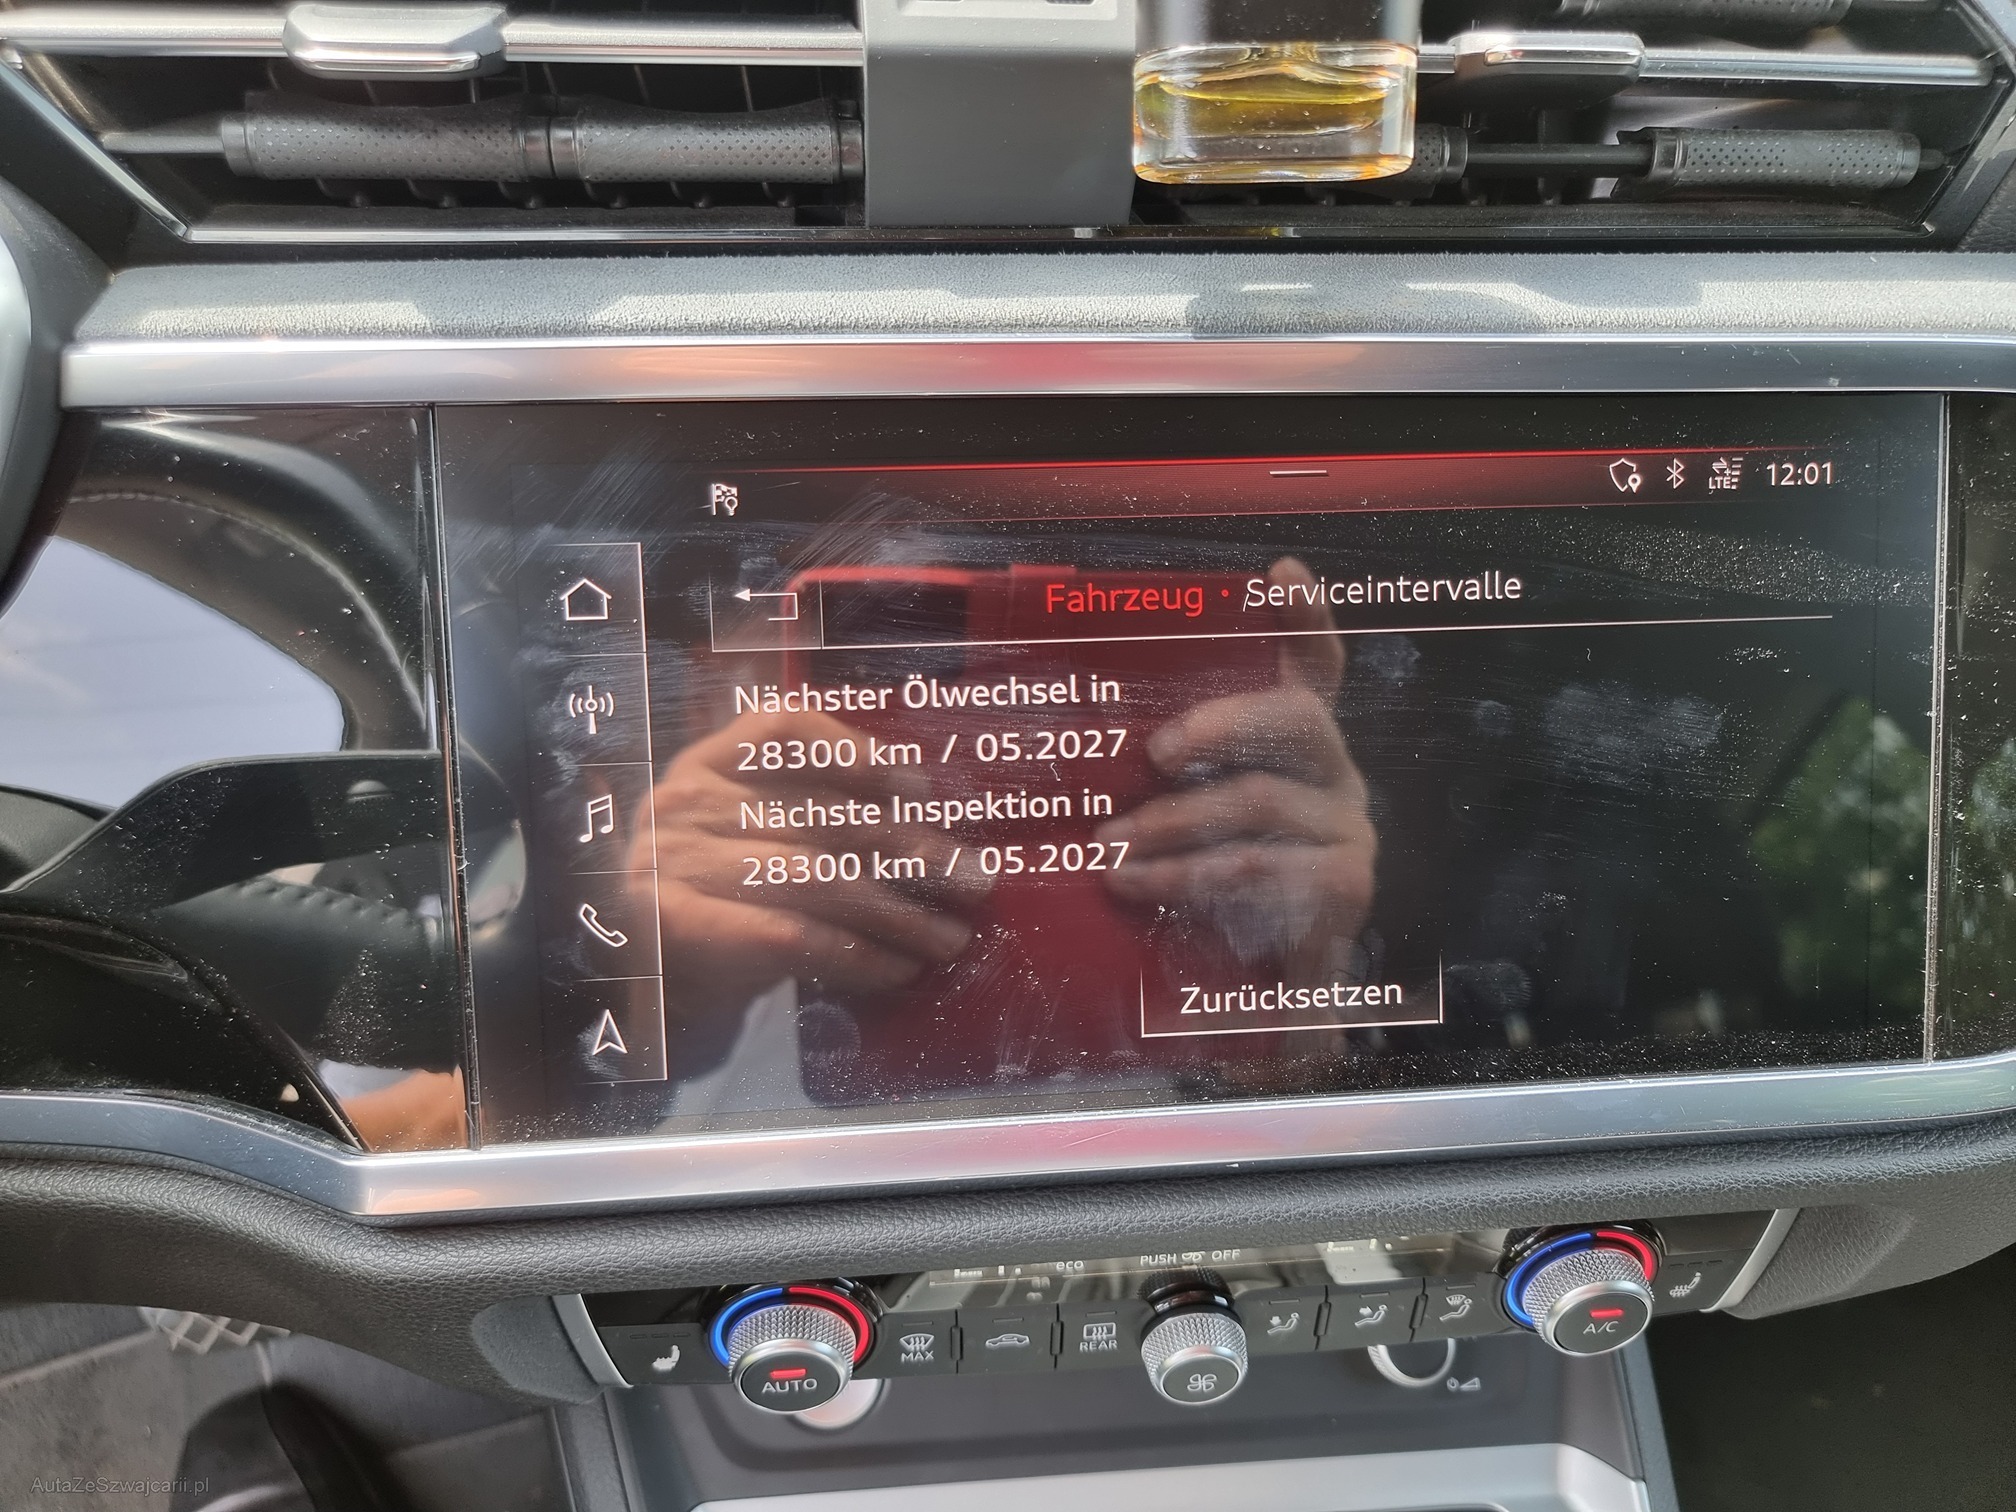 LTE 12:01
Fahrzeug · Serviceintervalle
Nächster Ölwechsel in
28300 km / 05.2027
Nächste Inspektion in
28300 km / 05.2027
Zurücksetzen
eco PUSH OFF
MAX
REAR
AUTO
A/C
AutaZeSzwajcarii.pl